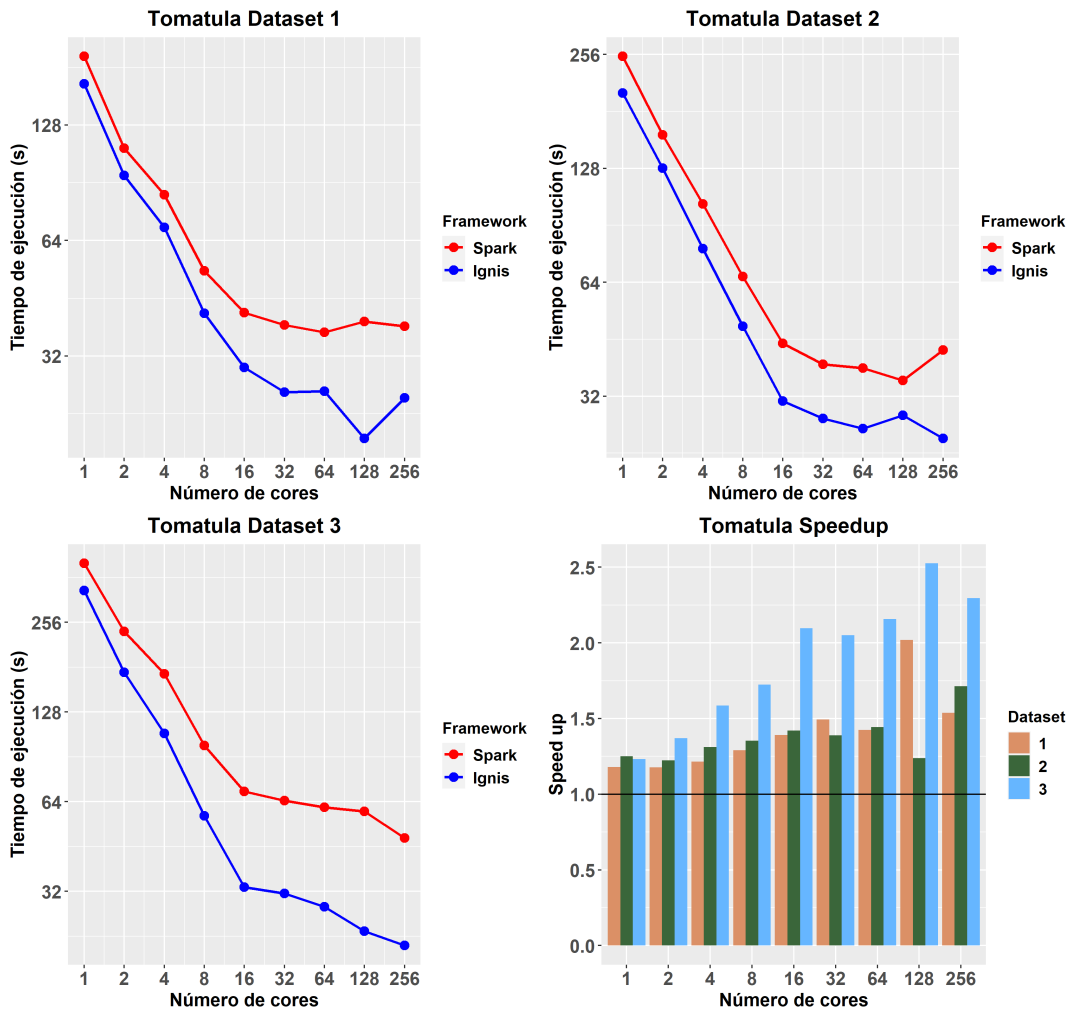 Tomatula Dataset 1
Tiempo de ejecución (s)
128
64
32
1 2 4 8 16 32 64 128 256
Número de cores
Framework
Spark
Ignis
Tomatula Dataset 2
Tiempo de ejecución (s)
256
128
64
32
1 2 4 8 16 32 64 128 256
Número de cores
Framework
Spark
Ignis
Tomatula Dataset 3
Tiempo de ejecución (s)
256
128
64
32
1 2 4 8 16 32 64 128 256
Número de cores
Framework
Spark
Ignis
Tomatula Speedup
Speed up
2.5
2.0
1.5
1.0
0.5
0.0
1 2 4 8 16 32 64 128 256
Número de cores
Dataset
1
2
3